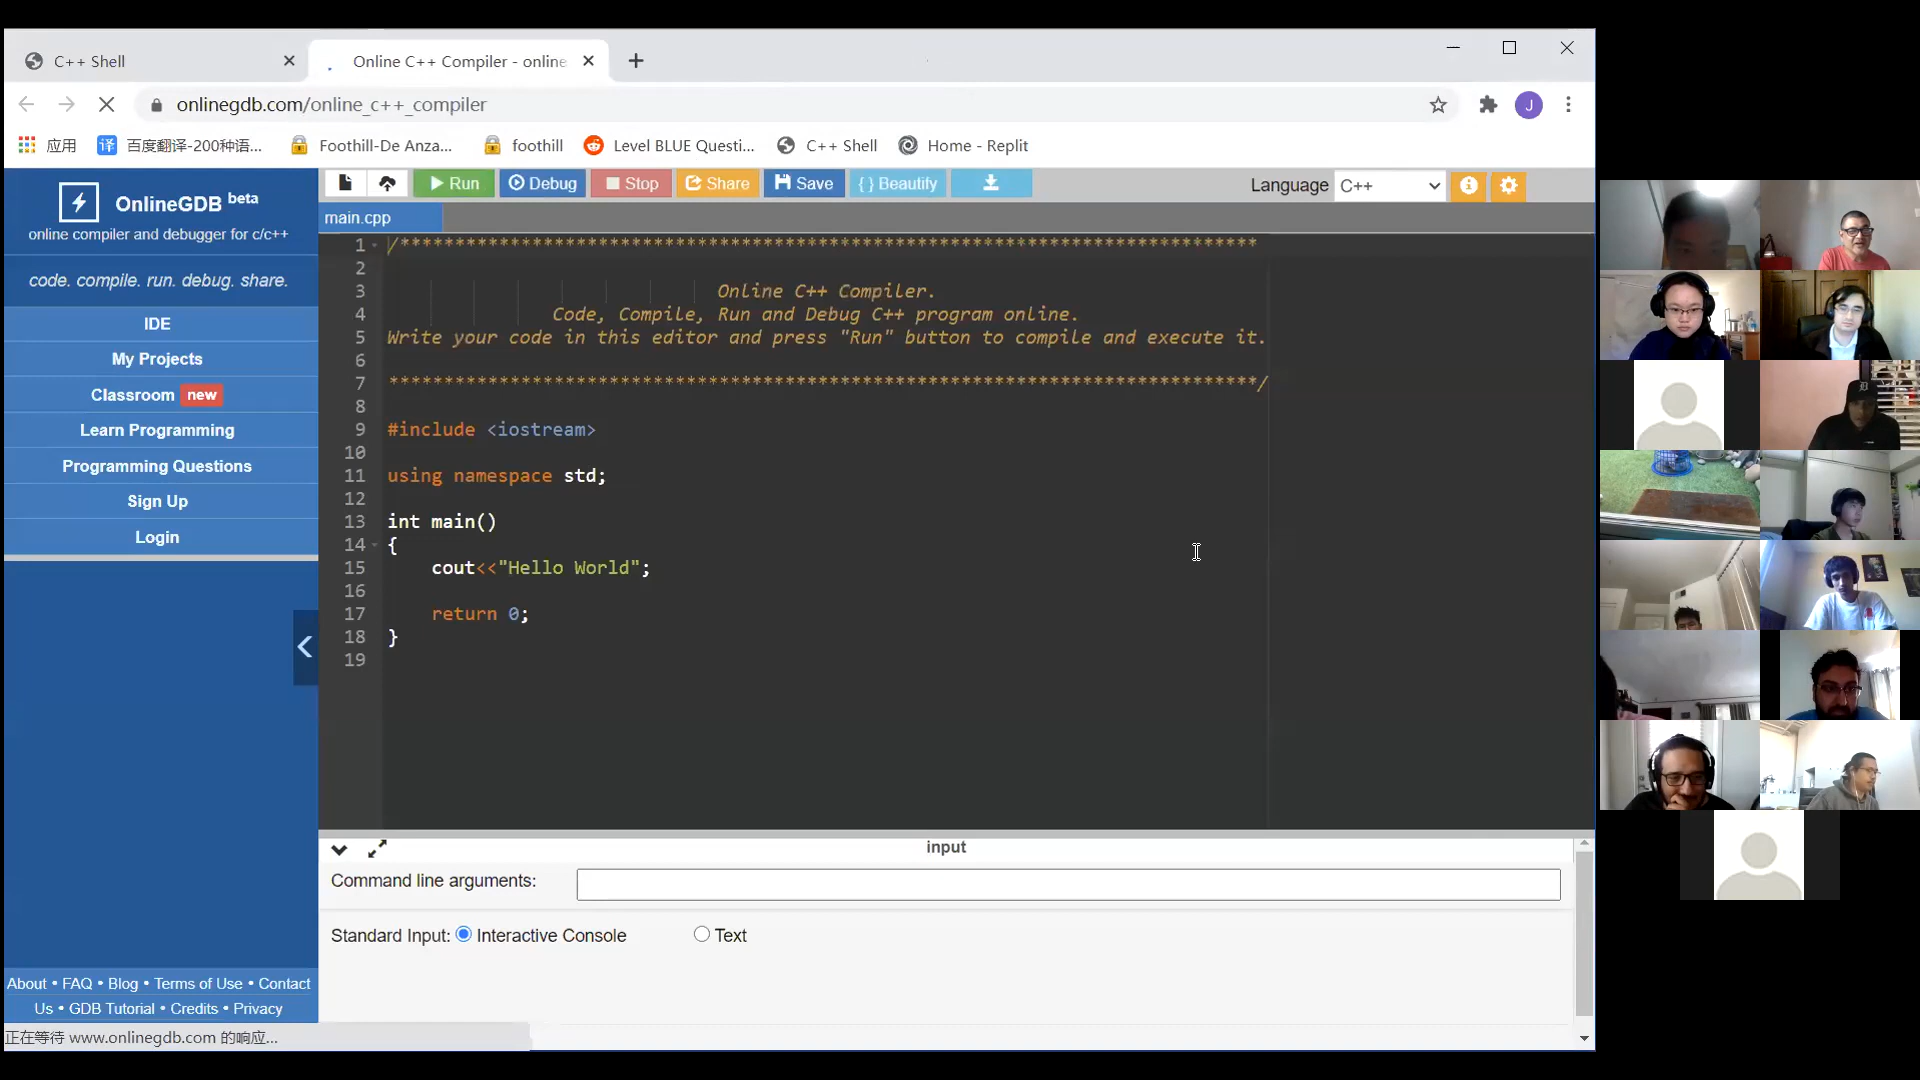 C++ Shell
Online C++ Compiler - online
onlinegdb.com/online_c++_compiler
J
应用
译 百度翻译-200种语...
Foothill-De Anza...
foothill
Level BLUE Questi...
C++ Shell
Home - Replit
OnlineGDB beta
online compiler and debugger for c/c++
code. compile. run. debug. share.
IDE
My Projects
Classroom new
Learn Programming
Programming Questions
Sign Up
Login
About • FAQ • Blog • Terms of Use • Contact
Us • GDB Tutorial • Credits • Privacy
正在等待 www.onlinegdb.com 的响应...
Run
Debug
Stop
Share
Save
{ } Beautify
Language C++
main.cpp
1 /******************************************************************************
2
3 Online C++ Compiler.
4 Code, Compile, Run and Debug C++ program online.
5 Write your code in this editor and press "Run" button to compile and execute it.
6
7 *******************************************************************************/
8
9 #include <iostream>
10
11 using namespace std;
12
13 int main()
14 {
15 cout<<"Hello World";
16
17 return 0;
18 }
19
input
Command line arguments:
Standard Input: Interactive Console Text